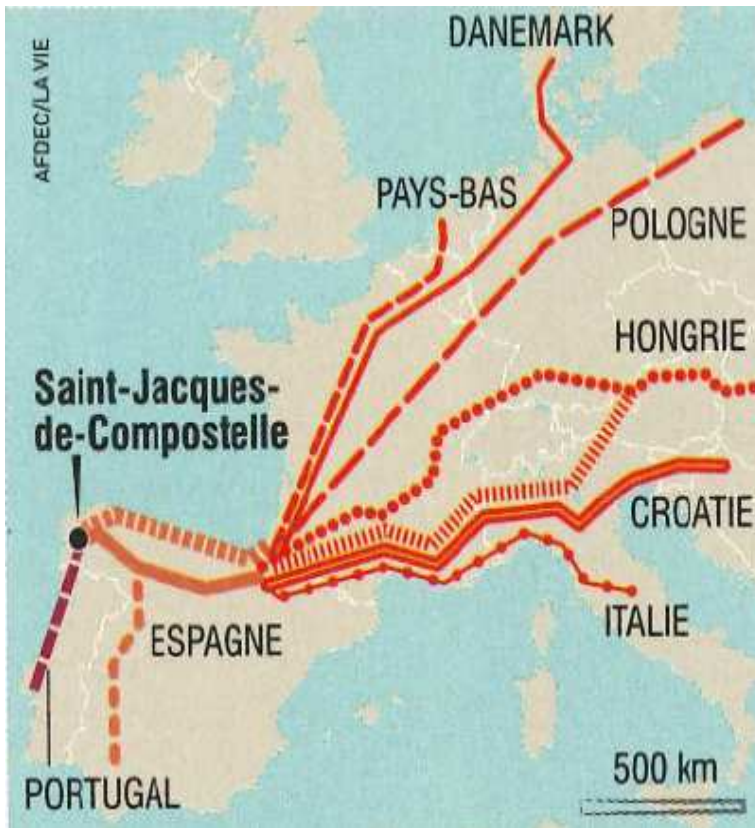 AFDEC/LA VIE
DANEMARK
PAYS-BAS
POLOGNE
HONGRIE
Saint-Jacques-
de-Compostelle
CROATIE
ESPAGNE
ITALIE
500 km
PORTUGAL